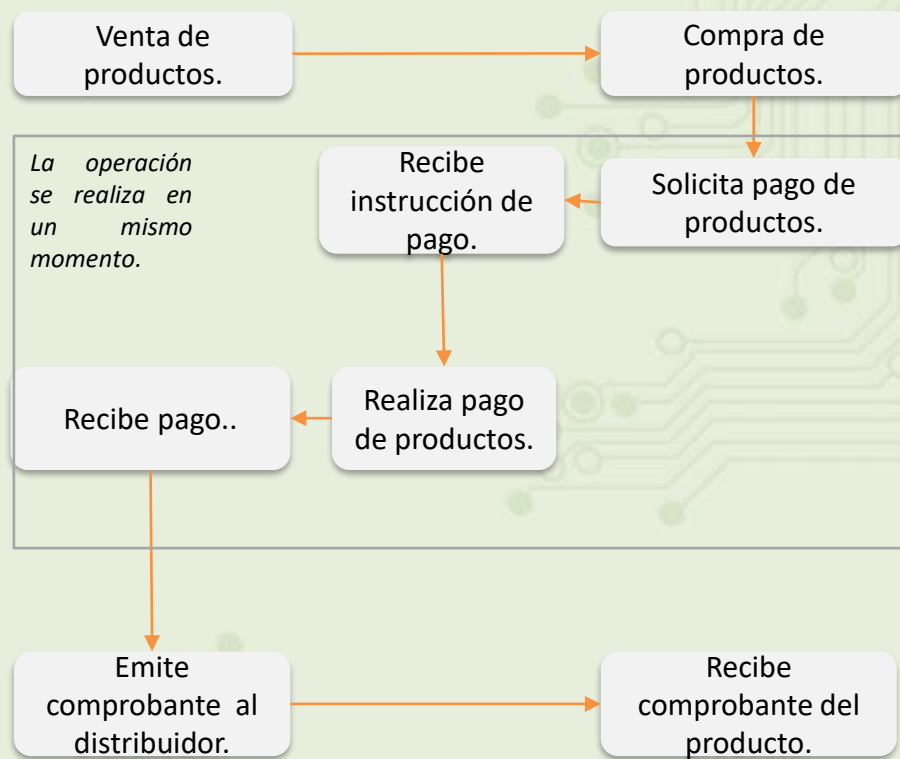 Venta de
productos.
Compra de
productos.
La operación
se realiza en
un mismo
momento.
Recibe
instrucción de
pago.
Solicita pago de
productos.
Recibe pago..
Realiza pago
de productos.
Emite
comprobante al
distribuidor.
Recibe
comprobante del
producto.